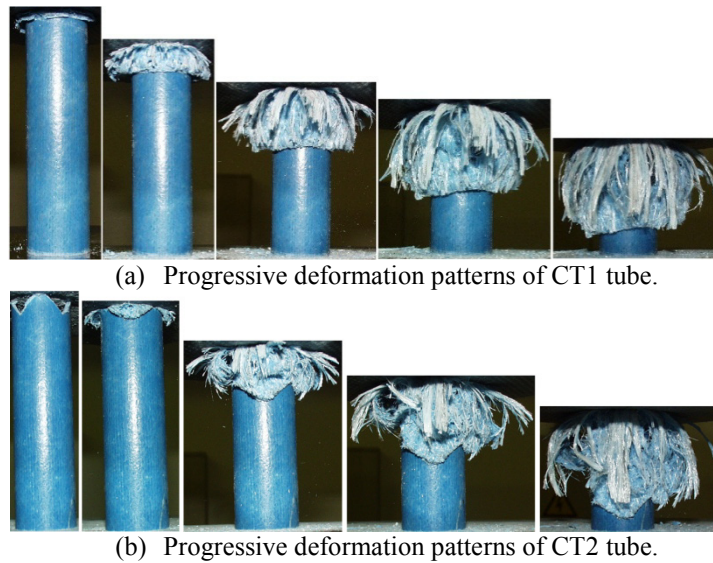 (a) Progressive deformation patterns of CT1 tube.
(b) Progressive deformation patterns of CT2 tube.